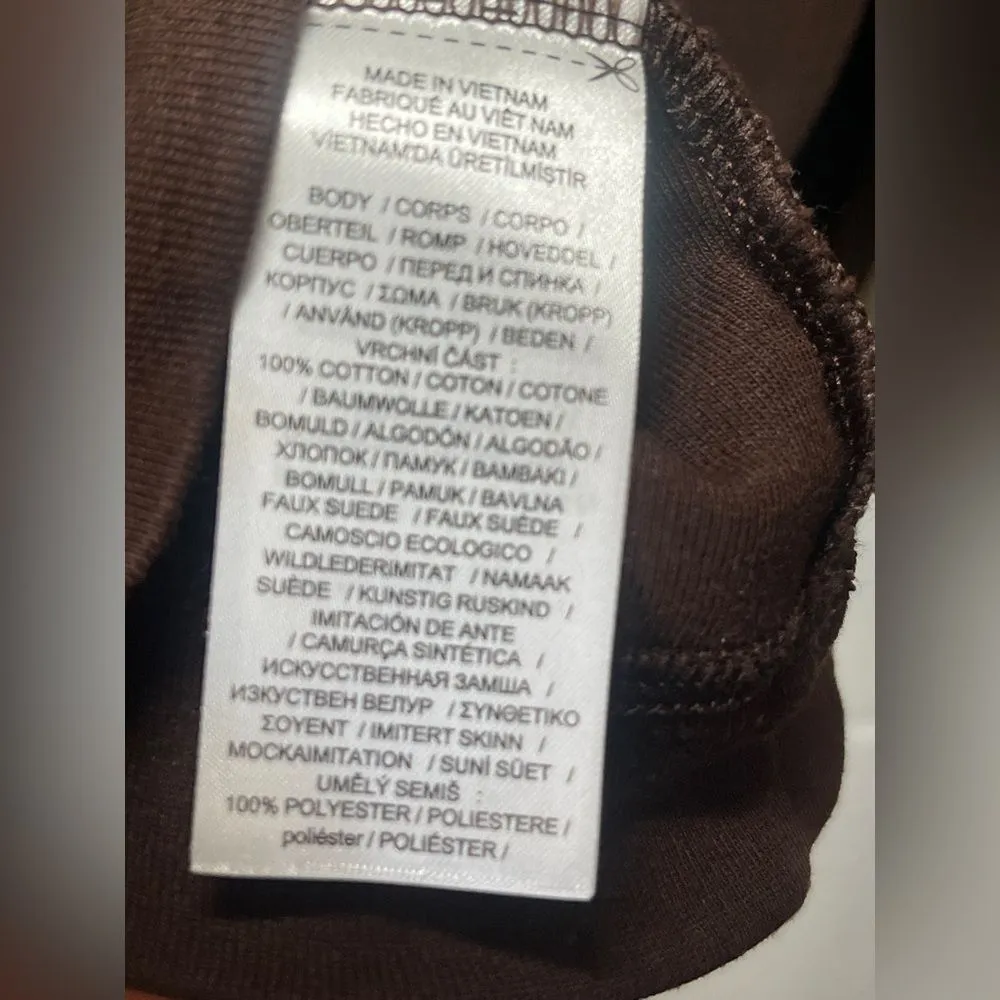 MADE IN VIETNAM
FABRIQUÉ AU VIÊT NAM
HECHO EN VIETNAM
VIETNAM'DA ÜRETİLMİŞTİR
BODY / CORPS / CORPO /
OBERTEIL / ROMP / HOVEDDEL /
CUERPO / ПЕРЕД И СПИНКА /
КОРПУС / ΣΩΜΑ / BRUK (KROPP)
/ ANVÄND (KROPP) / BEDEN /
VRCHNÍ ČÁST :
100% COTTON / COTON / COTONE
/ BAUMWOLLE / KATOEN /
BOMULD / ALGODÓN / ALGODÃO /
ХЛОПОК / ПАМУК / BAMBAKI /
BOMULL / PAMUK / BAVLNA
FAUX SUEDE / FAUX SUÈDE /
CAMOSCIO ECOLOGICO /
WILDLEDERIMITAT / NAMAAK
SUÈDE / KUNSTIG RUSKIND /
IMITACIÓN DE ANTE
/ CAMURÇA SINTÉTICA /
ИСКУССТВЕННАЯ ЗАМША /
ИЗКУСТВЕН ВЕЛУР / ΣΥΝΘΕΤΙΚΟ
ΣΟΥΕΝΤ / IMITERT SKINN /
MOCKAIMITATION / SUNİ SÜET /
UMĚLÝ SEMIŠ :
100% POLYESTER / POLIESTERE /
poliéster / POLIÉSTER /